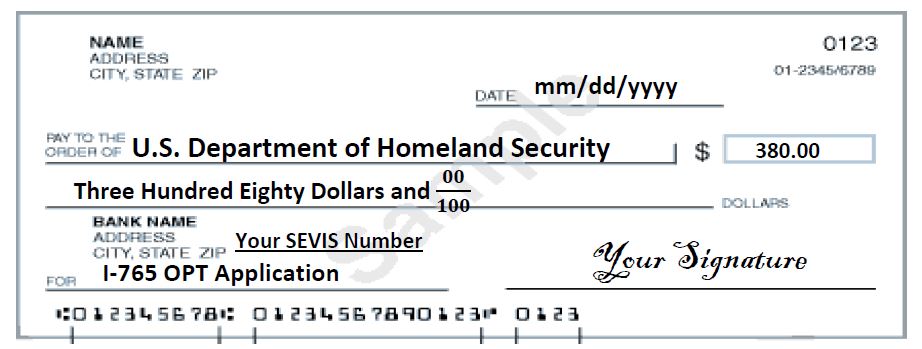 NAME
ADDRESS
CITY, STATE ZIP
0123
01-2345/6789
DATE mm/dd/yyyy
PAY TO THE
ORDER OF U.S. Department of Homeland Security $ 380.00
Three Hundred Eighty Dollars and 00/100 DOLLARS
BANK NAME
ADDRESS
CITY, STATE ZIP Your SEVIS Number
FOR I-765 OPT Application
Your Signature
⑆012345678⑆ 01234567890123⑈ 0123
Sample